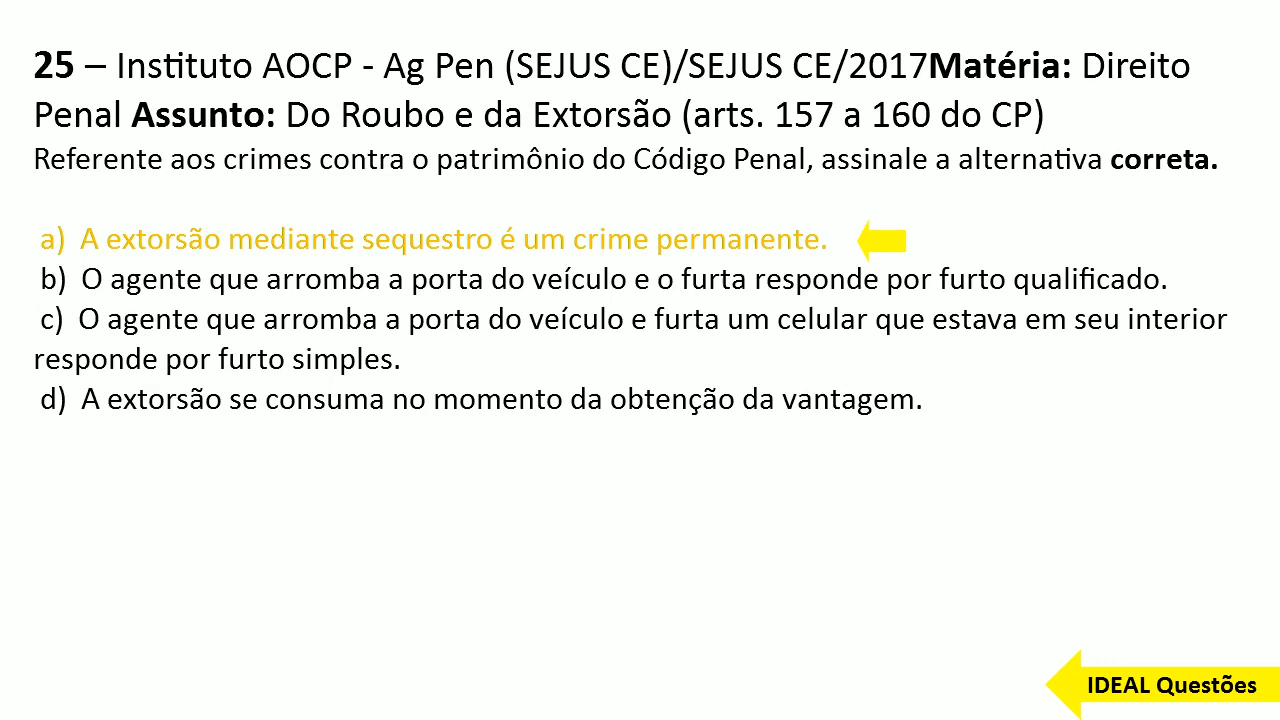 25 – Instituto AOCP - Ag Pen (SEJUS CE)/SEJUS CE/2017Matéria: Direito
Penal Assunto: Do Roubo e da Extorsão (arts. 157 a 160 do CP)
Referente aos crimes contra o patrimônio do Código Penal, assinale a alternativa correta.
a) A extorsão mediante sequestro é um crime permanente.
b) O agente que arromba a porta do veículo e o furta responde por furto qualificado.
c) O agente que arromba a porta do veículo e furta um celular que estava em seu interior
responde por furto simples.
d) A extorsão se consuma no momento da obtenção da vantagem.
IDEAL Questões